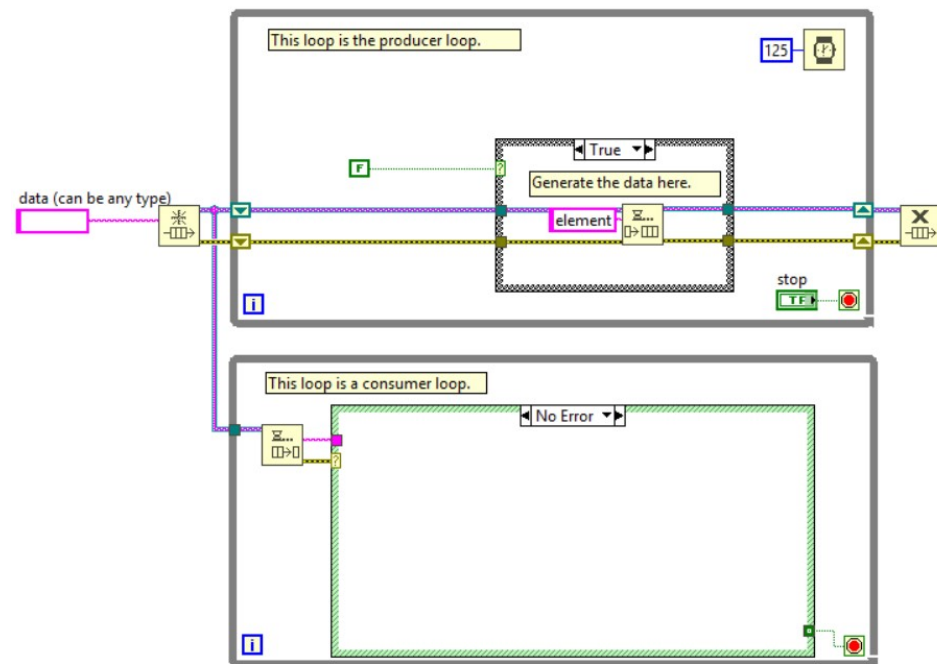 This loop is the producer loop.
125
True
F
Generate the data here.
data (can be any type)
element
stop
TF
i
This loop is a consumer loop.
No Error
i